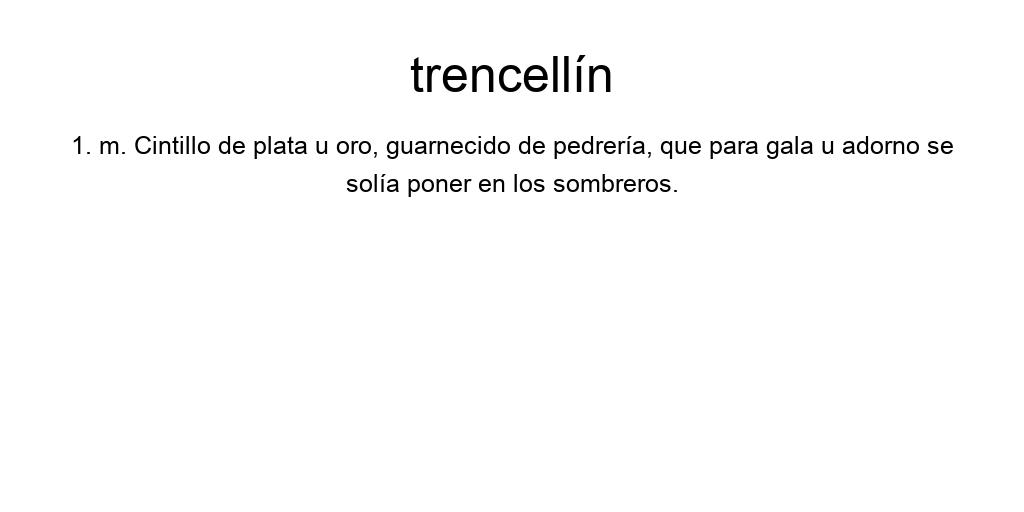 trencellín
1. m. Cintillo de plata u oro, guarnecido de pedrería, que para gala u adorno se
solía poner en los sombreros.